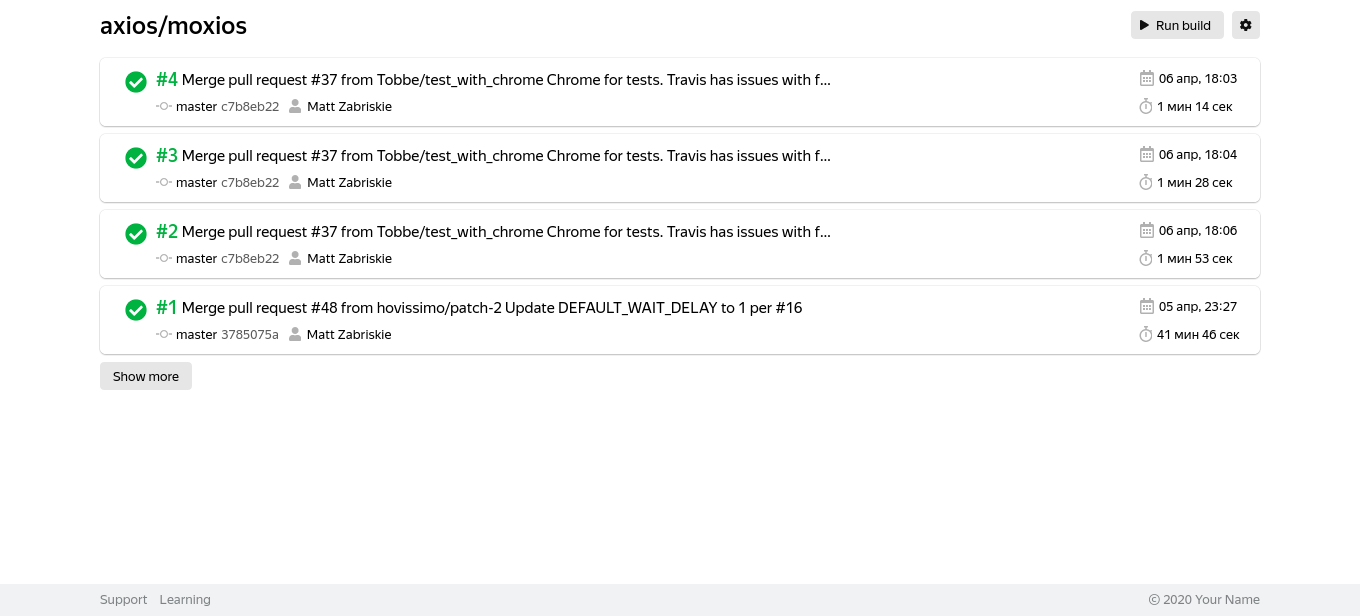 axios/moxios
Run build
#4 Merge pull request #37 from Tobbe/test_with_chrome Chrome for tests. Travis has issues with f...
06 апр, 18:03
master c7b8eb22 Matt Zabriskie
1 мин 14 сек
#3 Merge pull request #37 from Tobbe/test_with_chrome Chrome for tests. Travis has issues with f...
06 апр, 18:04
master c7b8eb22 Matt Zabriskie
1 мин 28 сек
#2 Merge pull request #37 from Tobbe/test_with_chrome Chrome for tests. Travis has issues with f...
06 апр, 18:06
master c7b8eb22 Matt Zabriskie
1 мин 53 сек
#1 Merge pull request #48 from hovissimo/patch-2 Update DEFAULT_WAIT_DELAY to 1 per #16
05 апр, 23:27
master 3785075a Matt Zabriskie
41 мин 46 сек
Show more
Support Learning
© 2020 Your Name